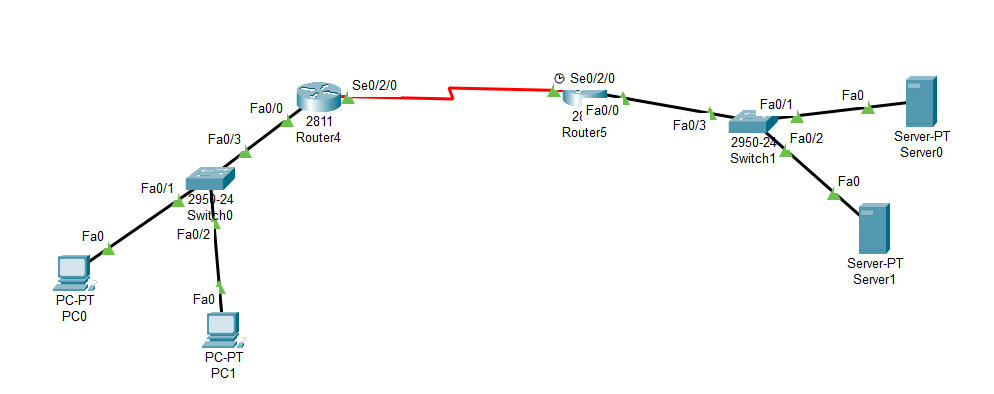 Se0/2/0
Fa0/0
2811
Router4
Fa0/3
Fa0/1
2950-24
Switch0
Fa0/2
Fa0
PC-PT
PC0
Fa0
PC-PT
PC1
Se0/2/0
Fa0/0
Router5
Fa0/3
Fa0/1
2950-24
Switch1
Fa0/2
Fa0
Server-PT
Server0
Fa0
Server-PT
Server1